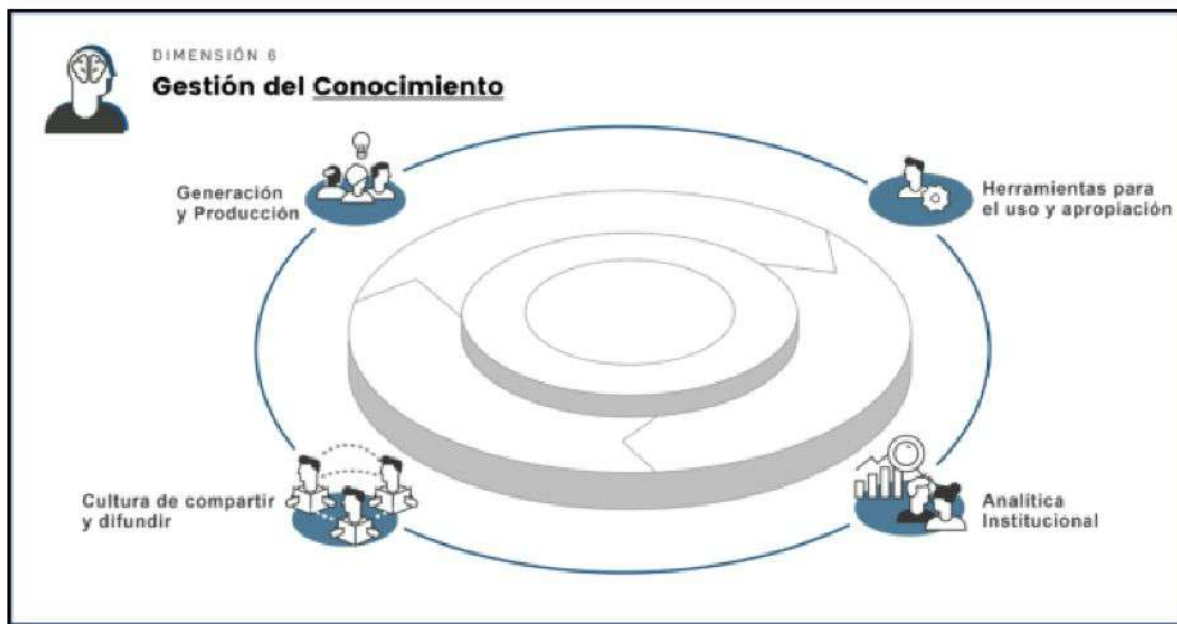 DIMENSIÓN 6
Gestión del Conocimiento
Generación
y Producción
Herramientas para
el uso y apropiación
Cultura de compartir
y difundir
Analítica
Institucional